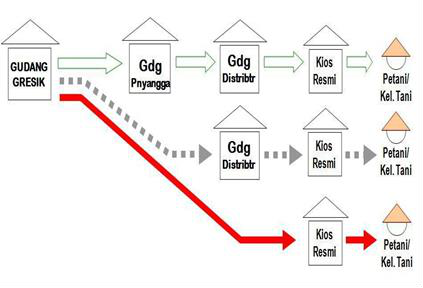 GUDANG
GRESIK
Gdg
Pnyangga
Gdg
Distribtr
Kios
Resmi
Petani/
Kel. Tani
Gdg
Distribtr
Kios
Resmi
Petani/
Kel. Tani
Kios
Resmi
Petani/
Kel. Tani